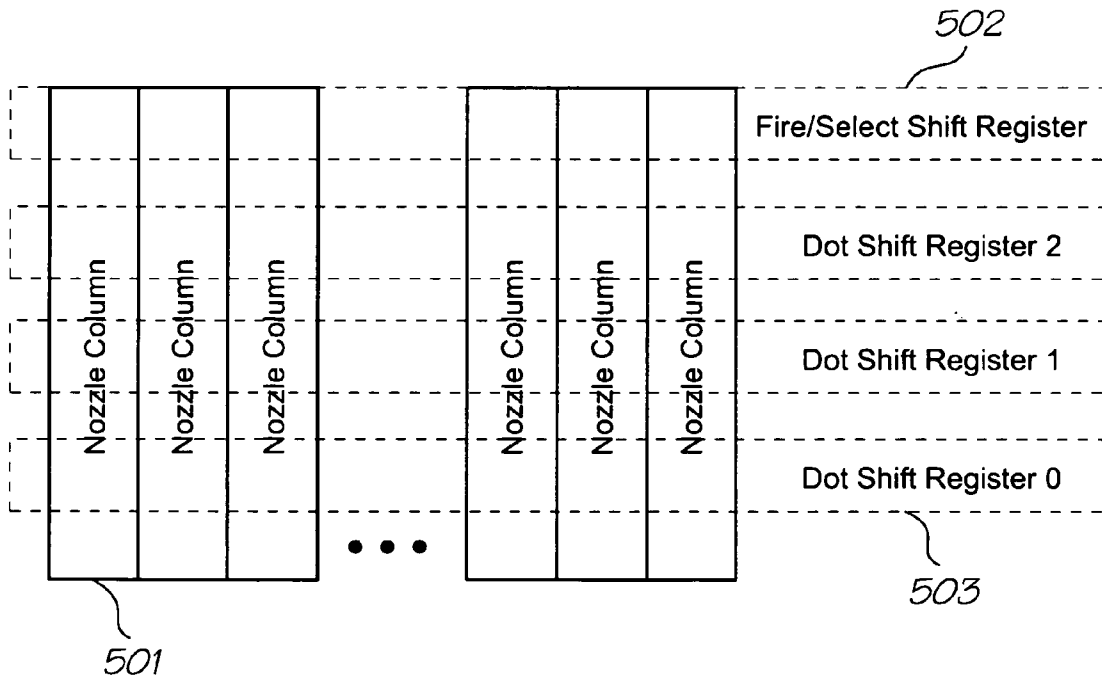 502
Fire/Select Shift Register
Dot Shift Register 2
Nozzle Column
Nozzle Column
Nozzle Column
Nozzle Column
Nozzle Column
Nozzle Column
Dot Shift Register 1
Dot Shift Register 0
503
501